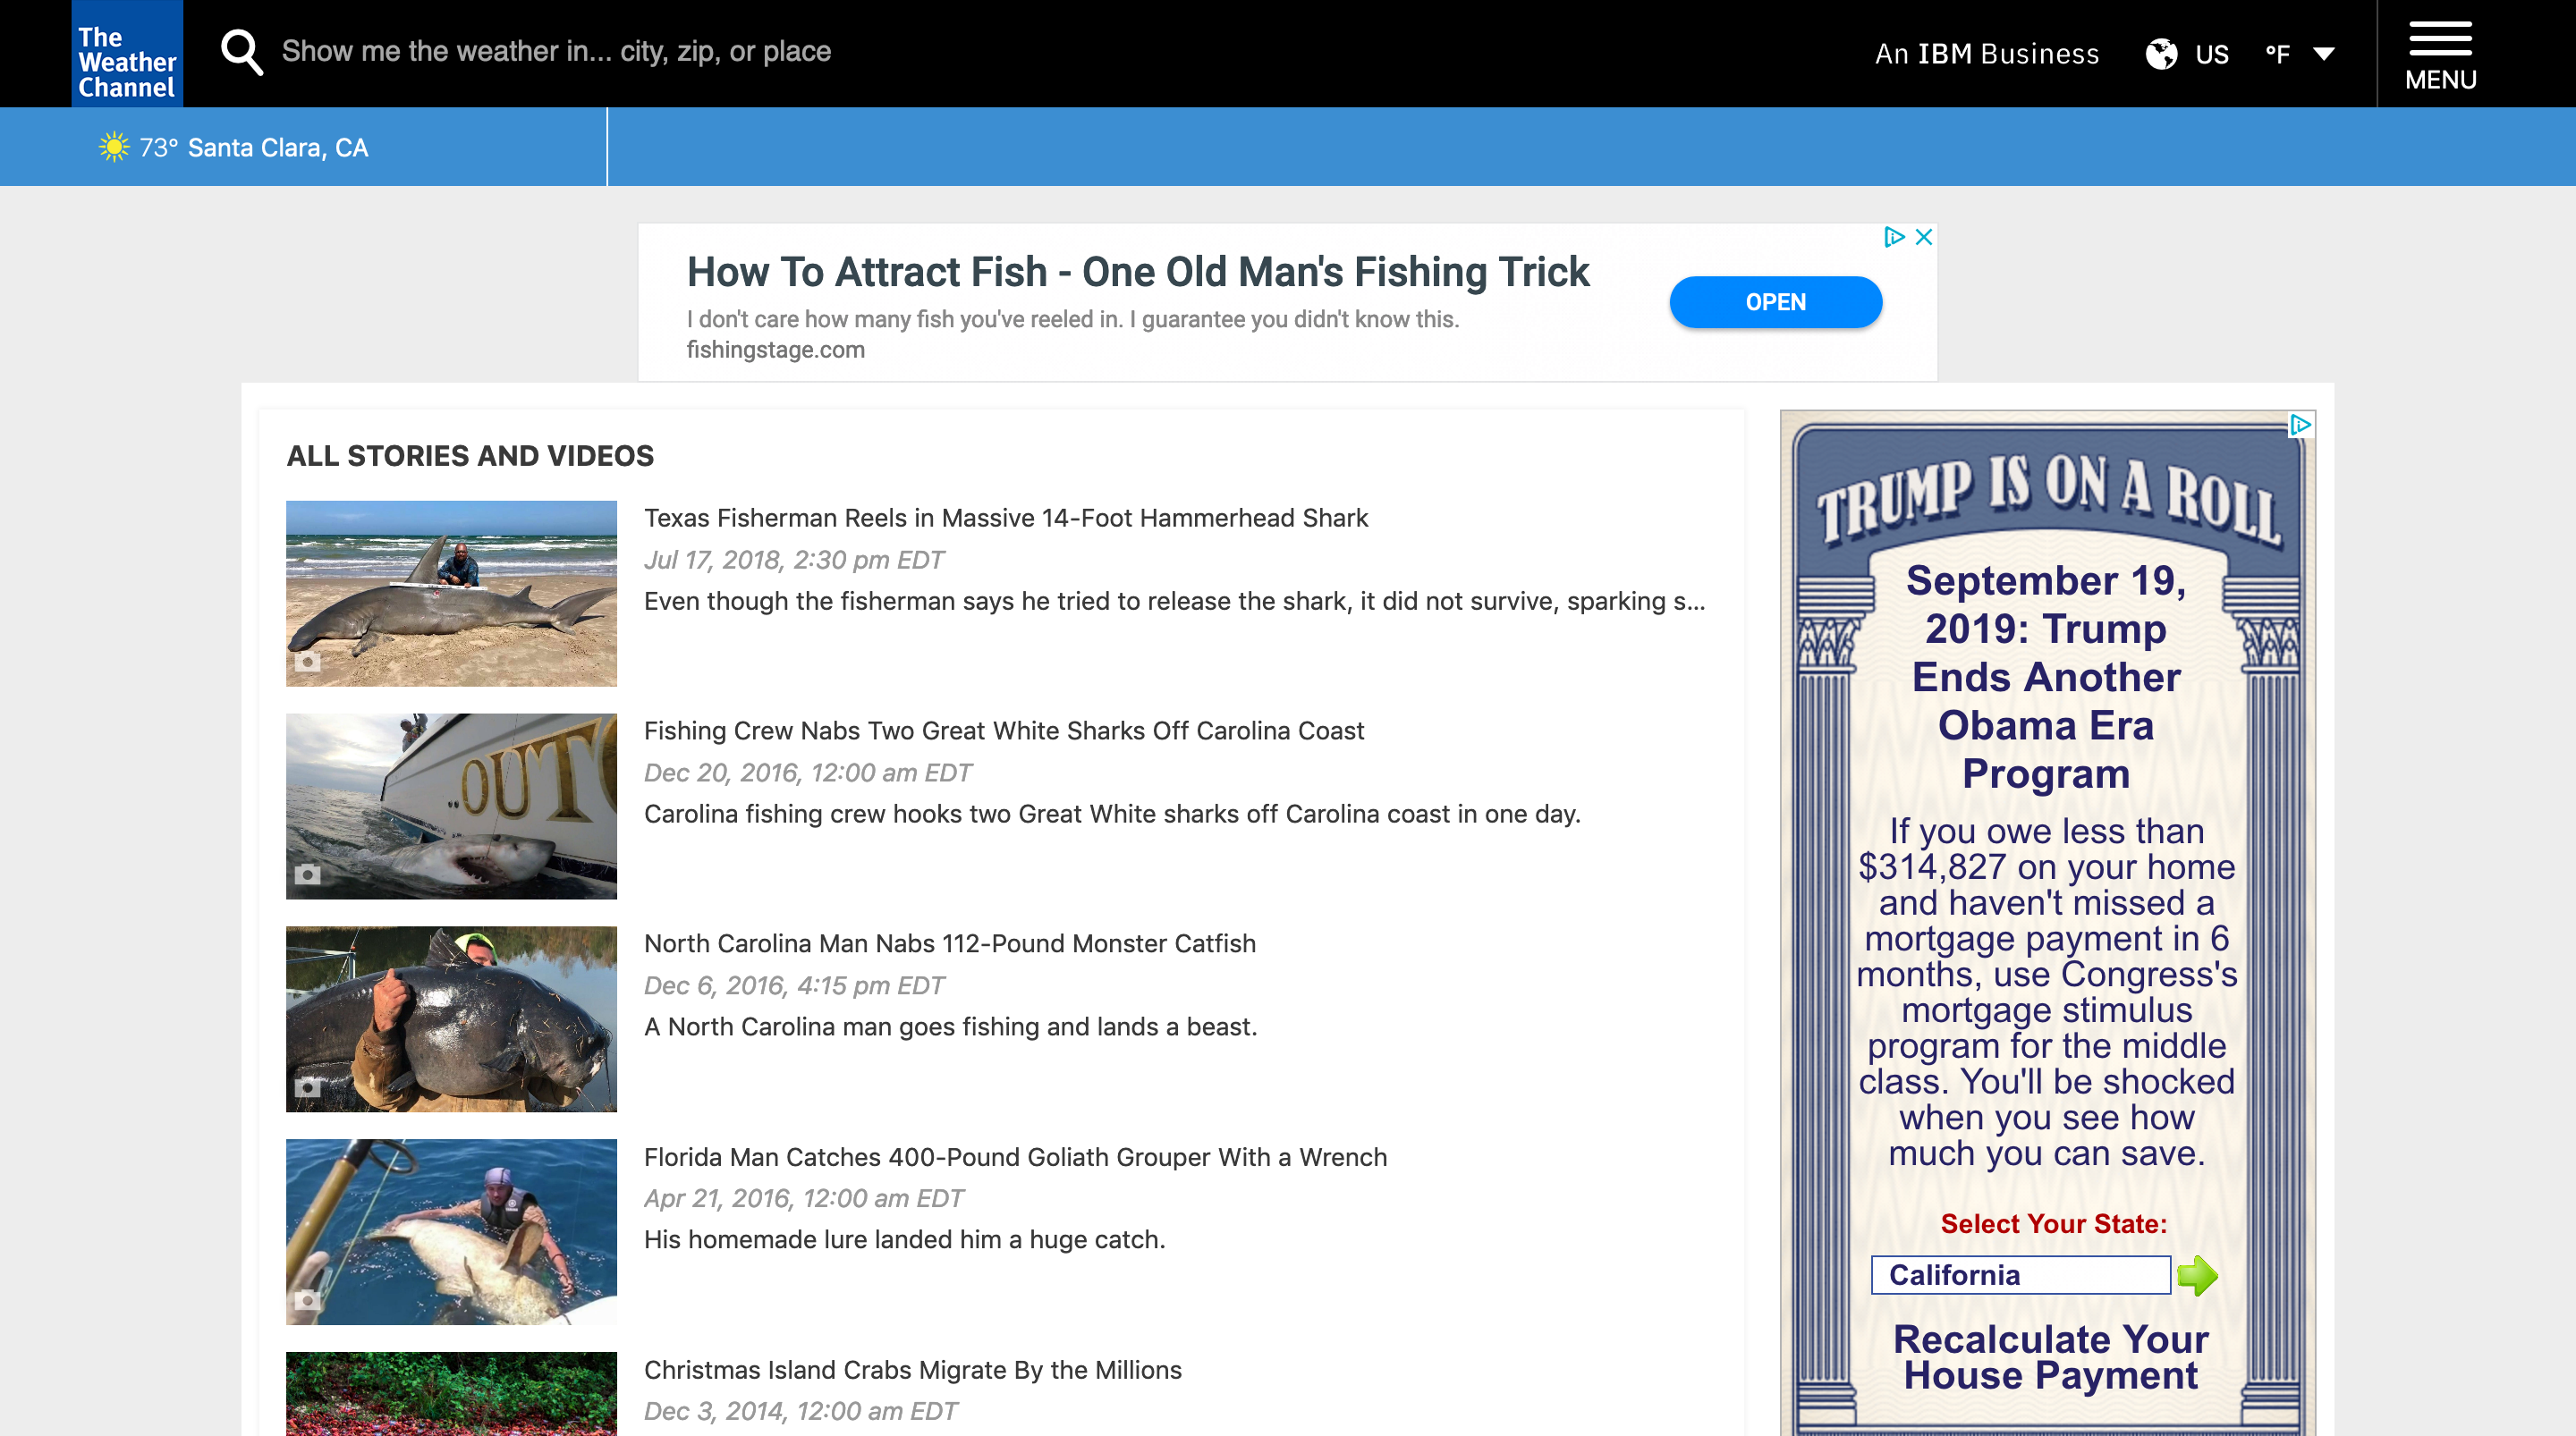 The
Weather
Channel
Show me the weather in... city, zip, or place
An IBM Business
US
°F
MENU
73° Santa Clara, CA
How To Attract Fish - One Old Man's Fishing Trick
I don't care how many fish you've reeled in. I guarantee you didn't know this.
fishingstage.com
OPEN
ALL STORIES AND VIDEOS
Texas Fisherman Reels in Massive 14-Foot Hammerhead Shark
Jul 17, 2018, 2:30 pm EDT
Even though the fisherman says he tried to release the shark, it did not survive, sparking s...
OUT
Fishing Crew Nabs Two Great White Sharks Off Carolina Coast
Dec 20, 2016, 12:00 am EDT
Carolina fishing crew hooks two Great White sharks off Carolina coast in one day.
North Carolina Man Nabs 112-Pound Monster Catfish
Dec 6, 2016, 4:15 pm EDT
A North Carolina man goes fishing and lands a beast.
Florida Man Catches 400-Pound Goliath Grouper With a Wrench
Apr 21, 2016, 12:00 am EDT
His homemade lure landed him a huge catch.
Christmas Island Crabs Migrate By the Millions
Dec 3, 2014, 12:00 am EDT
TRUMP IS ON A ROLL
September 19,
2019: Trump
Ends Another
Obama Era
Program
If you owe less than
$314,827 on your home
and haven't missed a
mortgage payment in 6
months, use Congress's
mortgage stimulus
program for the middle
class. You'll be shocked
when you see how
much you can save.
Select Your State:
California
Recalculate Your
House Payment